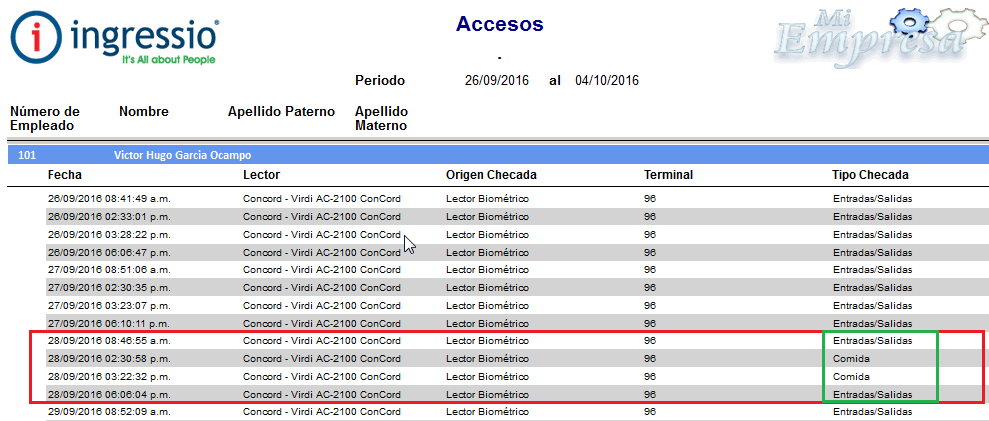 ingressio®
It's All about People
Accesos
Mi
Empresa
.
Periodo 26/09/2016 al 04/10/2016
Número de Empleado Nombre Apellido Paterno Apellido Materno
101 Victor Hugo Garcia Ocampo
Fecha Lector Origen Checada Terminal Tipo Checada
26/09/2016 08:41:49 a.m. Concord - Virdi AC-2100 ConCord Lector Biométrico 96 Entradas/Salidas
26/09/2016 02:33:01 p.m. Concord - Virdi AC-2100 ConCord Lector Biométrico 96 Entradas/Salidas
26/09/2016 03:28:22 p.m. Concord - Virdi AC-2100 ConCord Lector Biométrico 96 Entradas/Salidas
26/09/2016 06:06:47 p.m. Concord - Virdi AC-2100 ConCord Lector Biométrico 96 Entradas/Salidas
27/09/2016 08:51:06 a.m. Concord - Virdi AC-2100 ConCord Lector Biométrico 96 Entradas/Salidas
27/09/2016 02:30:35 p.m. Concord - Virdi AC-2100 ConCord Lector Biométrico 96 Entradas/Salidas
27/09/2016 03:23:07 p.m. Concord - Virdi AC-2100 ConCord Lector Biométrico 96 Entradas/Salidas
27/09/2016 06:10:11 p.m. Concord - Virdi AC-2100 ConCord Lector Biométrico 96 Entradas/Salidas
28/09/2016 08:46:55 a.m. Concord - Virdi AC-2100 ConCord Lector Biométrico 96 Entradas/Salidas
28/09/2016 02:30:58 p.m. Concord - Virdi AC-2100 ConCord Lector Biométrico 96 Comida
28/09/2016 03:22:32 p.m. Concord - Virdi AC-2100 ConCord Lector Biométrico 96 Comida
28/09/2016 06:06:04 p.m. Concord - Virdi AC-2100 ConCord Lector Biométrico 96 Entradas/Salidas
29/09/2016 08:52:09 a.m. Concord - Virdi AC-2100 ConCord Lector Biométrico 96 Entradas/Salidas